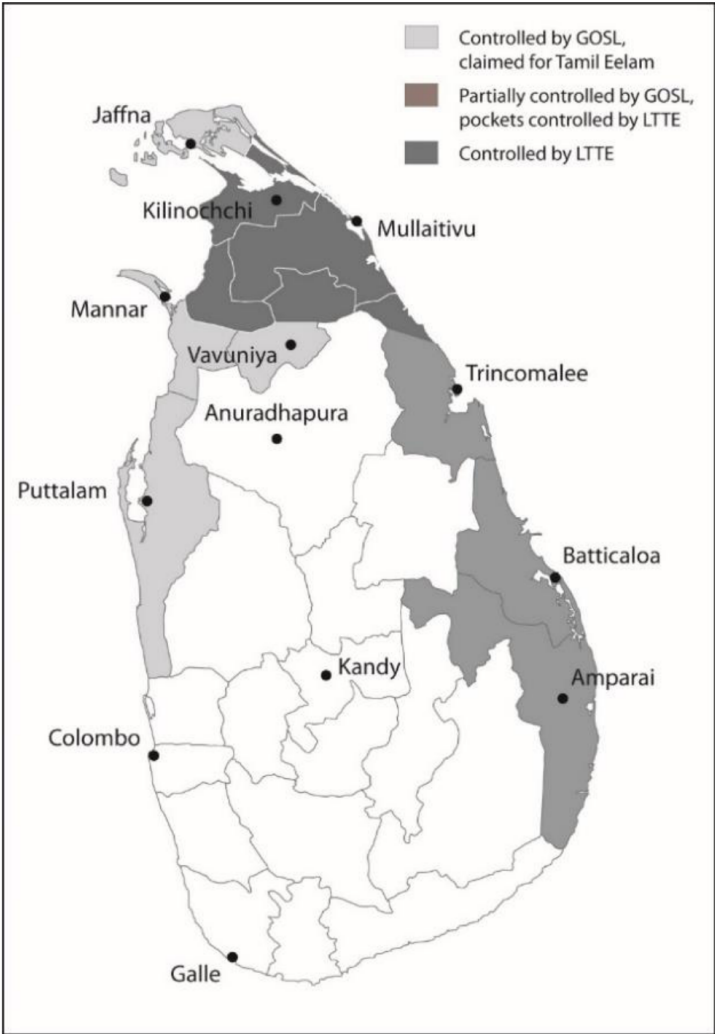 Controlled by GOSL,
claimed for Tamil Eelam
Partially controlled by GOSL,
pockets controlled by LTTE
Controlled by LTTE
Jaffna
Kilinochchi
Mullaitivu
Mannar
Vavuniya
Trincomalee
Anuradhapura
Puttalam
Batticaloa
Kandy
Amparai
Colombo
Galle